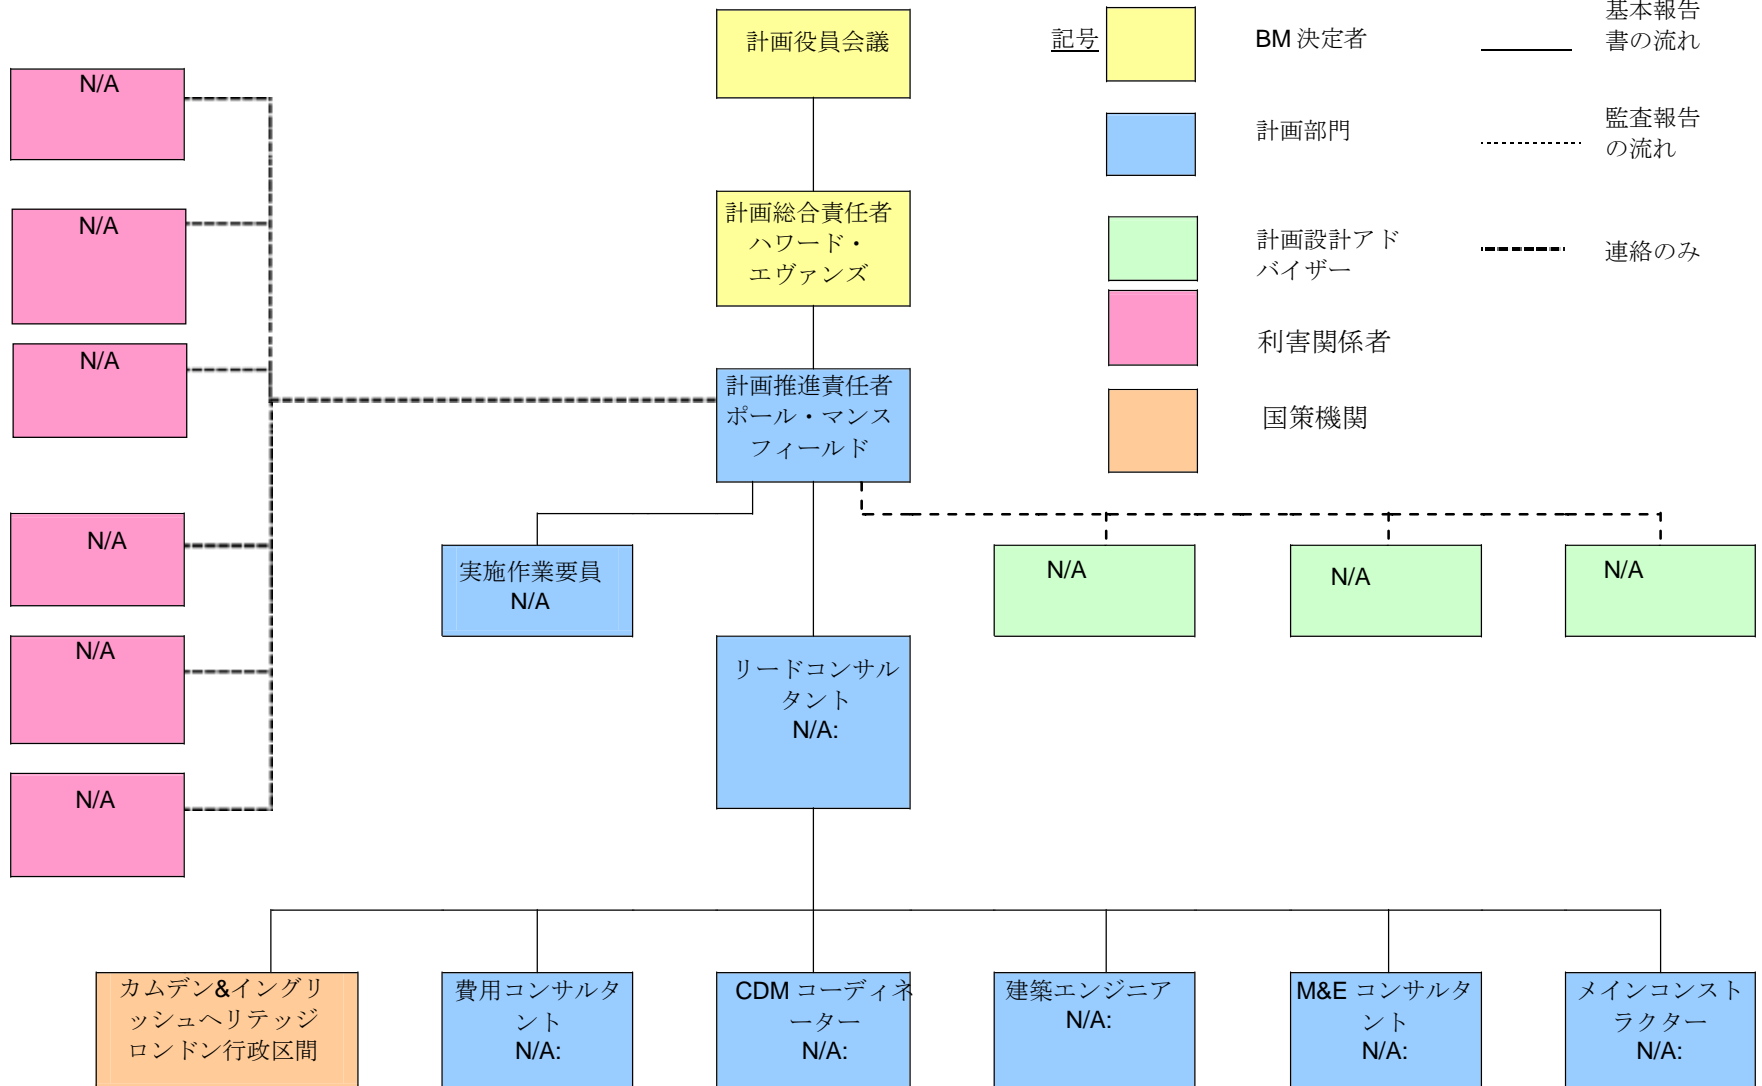 計画役員会議
記号
BM 決定者
基本報告
書の流れ
計画部門
監査報告
の流れ
計画設計アド
バイザー
連絡のみ
利害関係者
国策機関
N/A
N/A
N/A
N/A
N/A
N/A
計画総合責任者
ハワード・
エヴァンズ
計画推進責任者
ポール・マンス
フィールド
実施作業要員
N/A
N/A
N/A
N/A
リードコンサル
タント
N/A:
カムデン&イングリ
ッシュヘリテッジ
ロンドン行政区間
費用コンサルタ
ント
N/A:
CDM コーディネ
ーター
N/A:
建築エンジニア
N/A:
M&E コンサルタ
ント
N/A:
メインコンスト
ラクター
N/A: